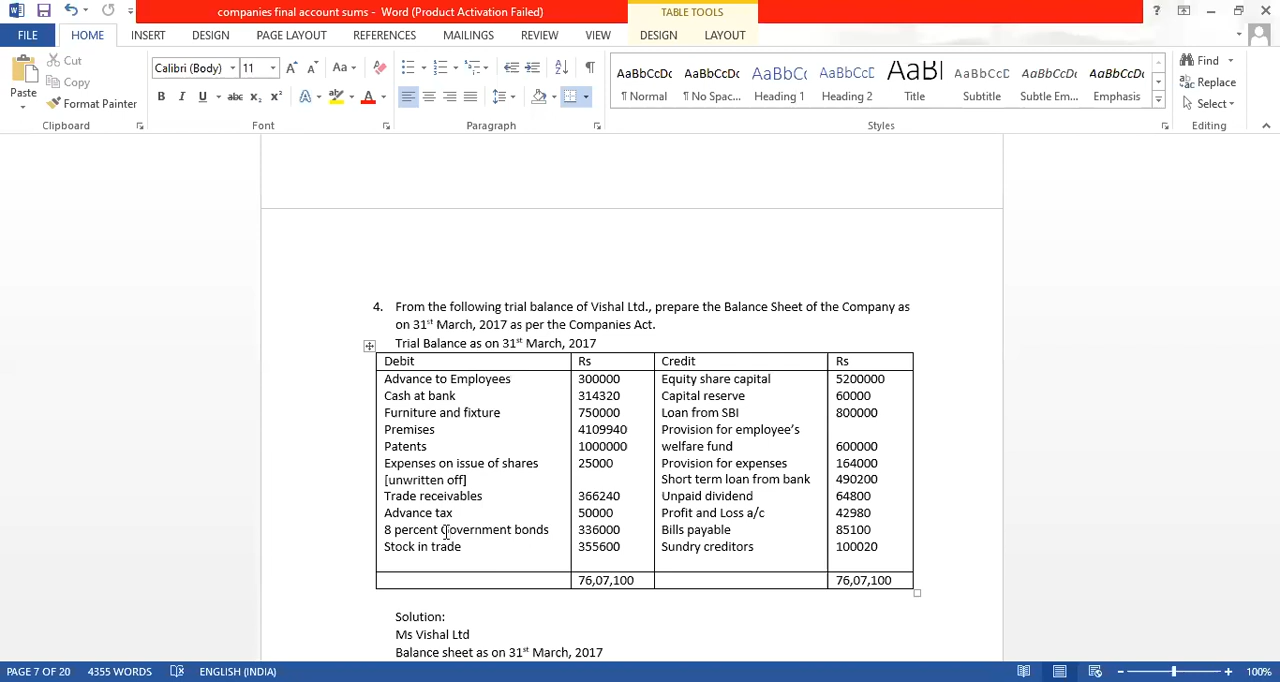 companies final account sums - Word (Product Activation Failed)
TABLE TOOLS
FILE HOME INSERT DESIGN PAGE LAYOUT REFERENCES MAILINGS REVIEW VIEW DESIGN LAYOUT
Paste
Cut
Copy
Format Painter
Clipboard
Calibri (Body) 11
Font
Paragraph
AaBbCcDc AaBbCcDc AaBbCc AaBbCcD AaBl AaBbCcD AaBbCcDc AaBbCcDc
¶ Normal ¶ No Spac... Heading 1 Heading 2 Title Subtitle Subtle Em... Emphasis
Styles
Find
Replace
Select
Editing
4. From the following trial balance of Vishal Ltd., prepare the Balance Sheet of the Company as
on 31st March, 2017 as per the Companies Act.
Trial Balance as on 31st March, 2017
Debit Rs Credit Rs
Advance to Employees 300000 Equity share capital 5200000
Cash at bank 314320 Capital reserve 60000
Furniture and fixture 750000 Loan from SBI 800000
Premises 4109940 Provision for employee's
Patents 1000000 welfare fund 600000
Expenses on issue of shares 25000 Provision for expenses 164000
[unwritten off] Short term loan from bank 490200
Trade receivables 366240 Unpaid dividend 64800
Advance tax 50000 Profit and Loss a/c 42980
8 percent Government bonds 336000 Bills payable 85100
Stock in trade 355600 Sundry creditors 100020
76,07,100 76,07,100
Solution:
Ms Vishal Ltd
Balance sheet as on 31st March, 2017
PAGE 7 OF 20 4355 WORDS ENGLISH (INDIA) 100%